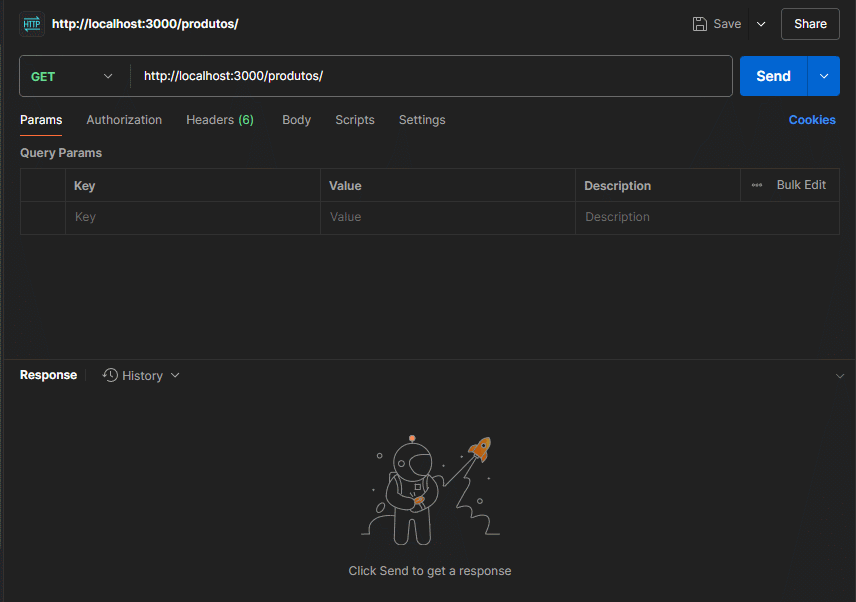 HTTP http://localhost:3000/produtos/ Save Share
GET http://localhost:3000/produtos/ Send
Params Authorization Headers (6) Body Scripts Settings Cookies
Query Params
Key Value Description Bulk Edit
Key Value Description
Response History
Click Send to get a response